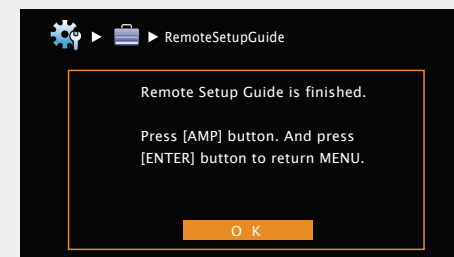 RemoteSetupGuide
Remote Setup Guide is finished.
Press [AMP] button. And press
[ENTER] button to return MENU.
O K